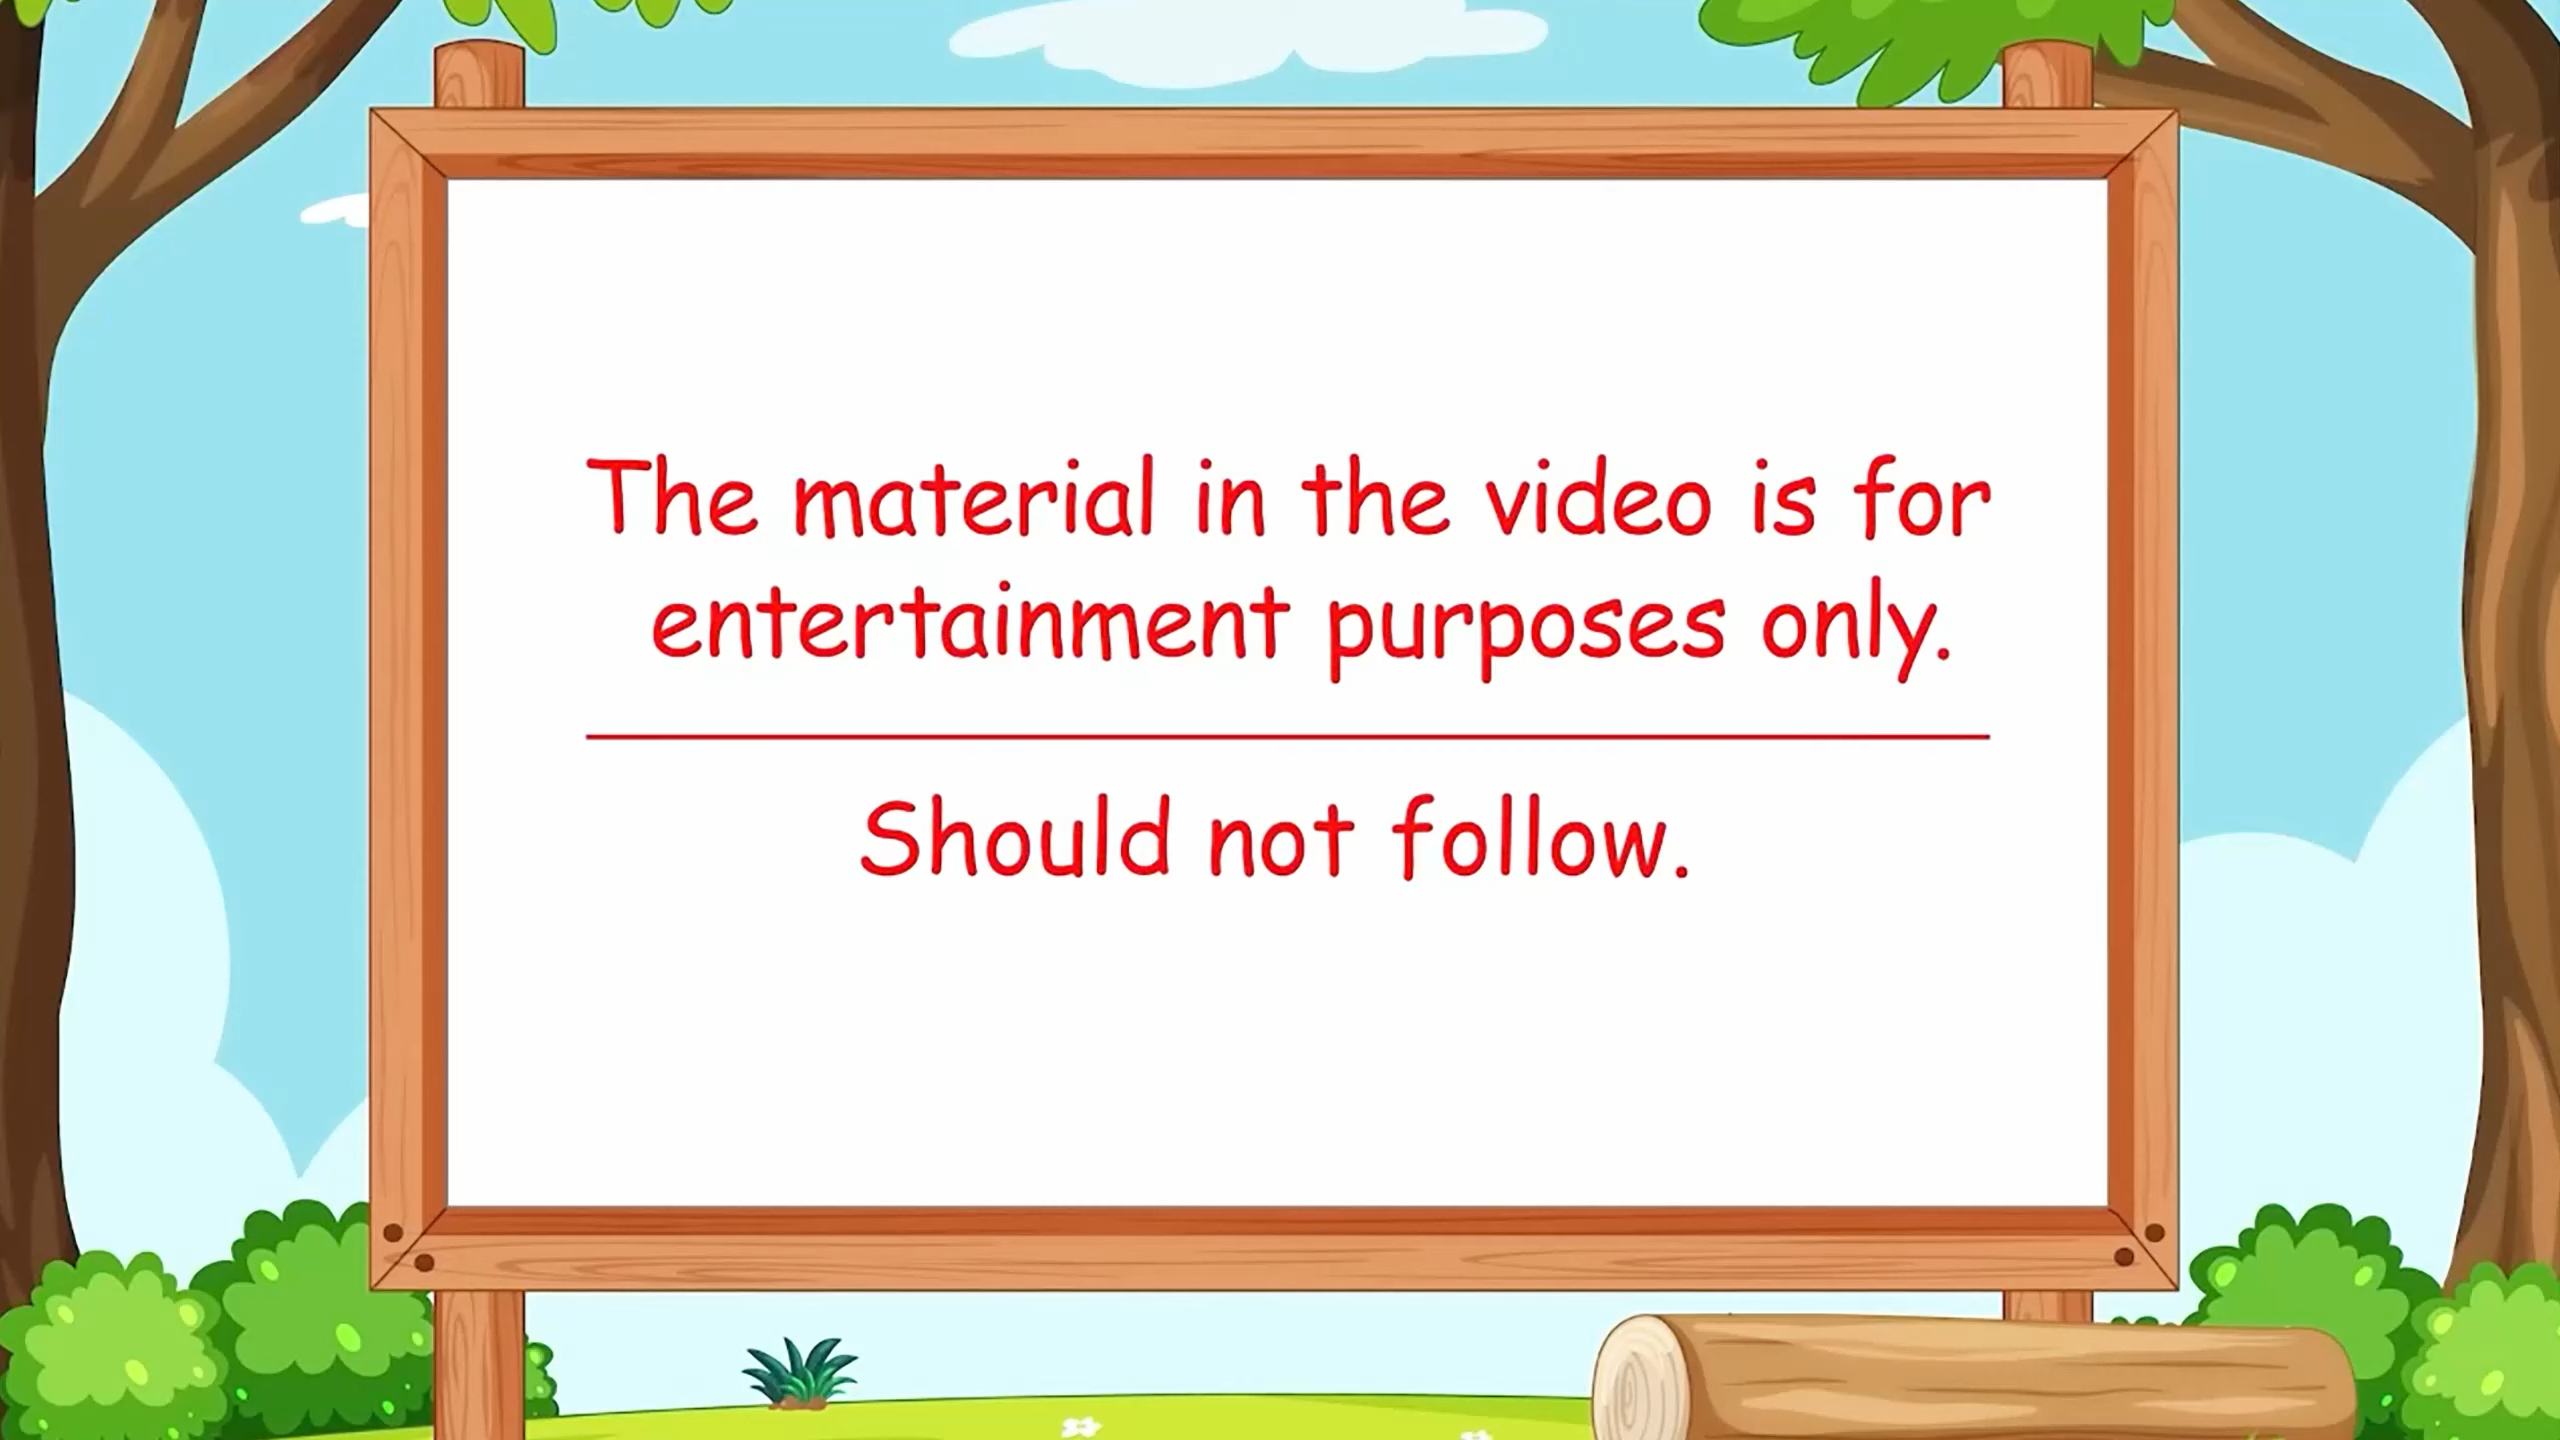 The material in the video is for
entertainment purposes only.
Should not follow.